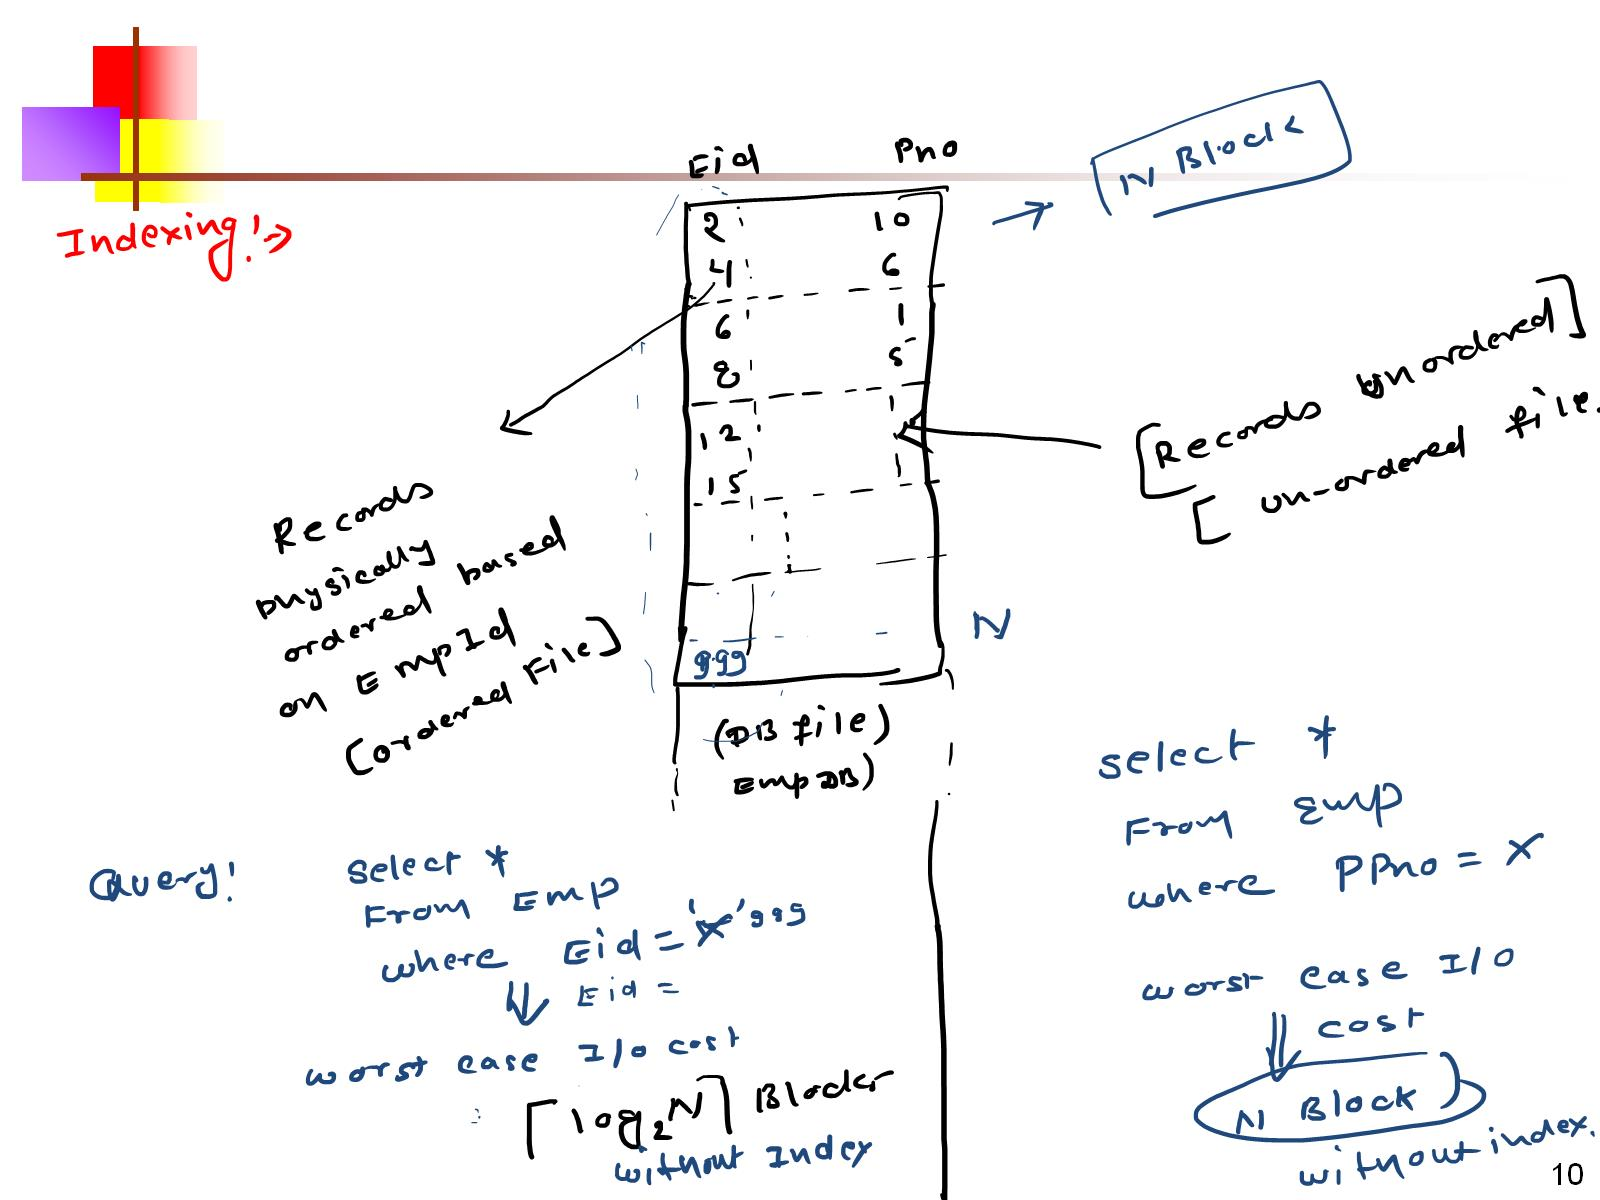 Indexing!→
Eid Pno
N Block
2 10
4 6
6 1
8 5
12 1
15 1
999
N
(DB file)
EmpDB)
Records
physically
ordered based
on EmpId
[ordered File]
[Records unordered]
[un-ordered file.
Query!
Select *
From Emp
where Eid = 'x' 999
Eid =
worst case I/o cost
⌈log₂N⌉ Blocks
without Index
select *
From Emp
where PPno = x
worst case I/O
cost
N Block
without index.
10